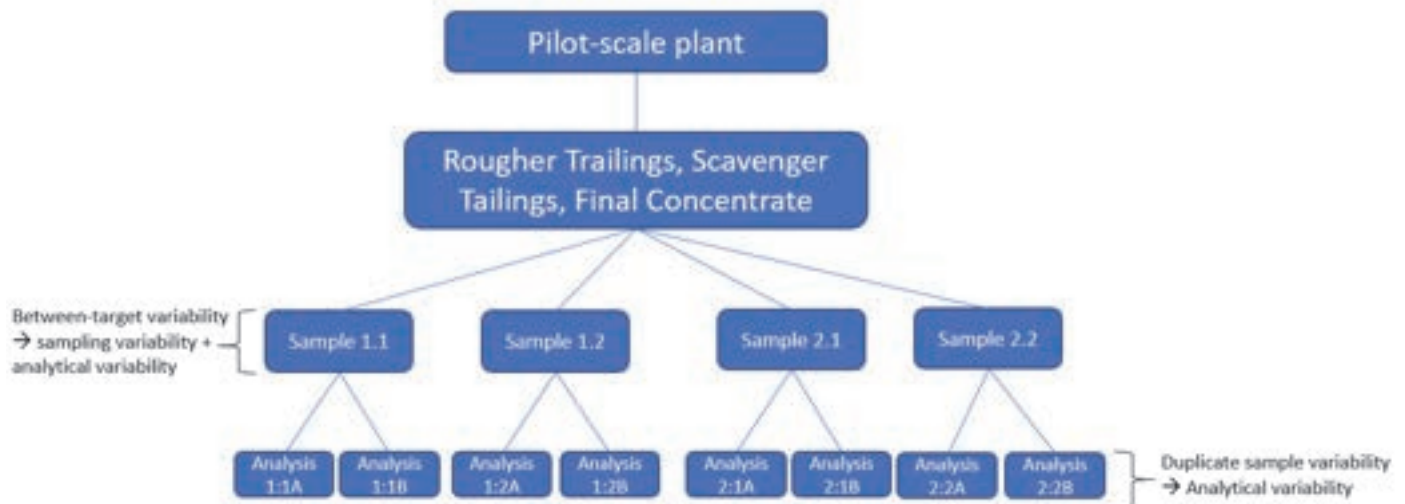 Pilot-scale plant
Rougher Trailings, Scavenger
Tailings, Final Concentrate
Between-target variability
→ sampling variability +
analytical variability
Sample 1.1
Sample 1.2
Sample 2.1
Sample 2.2
Analysis
1:1A
Analysis
1:1B
Analysis
1:2A
Analysis
1:2B
Analysis
2:1A
Analysis
2:1B
Analysis
2:2A
Analysis
2:2B
Duplicate sample variability
→ Analytical variability